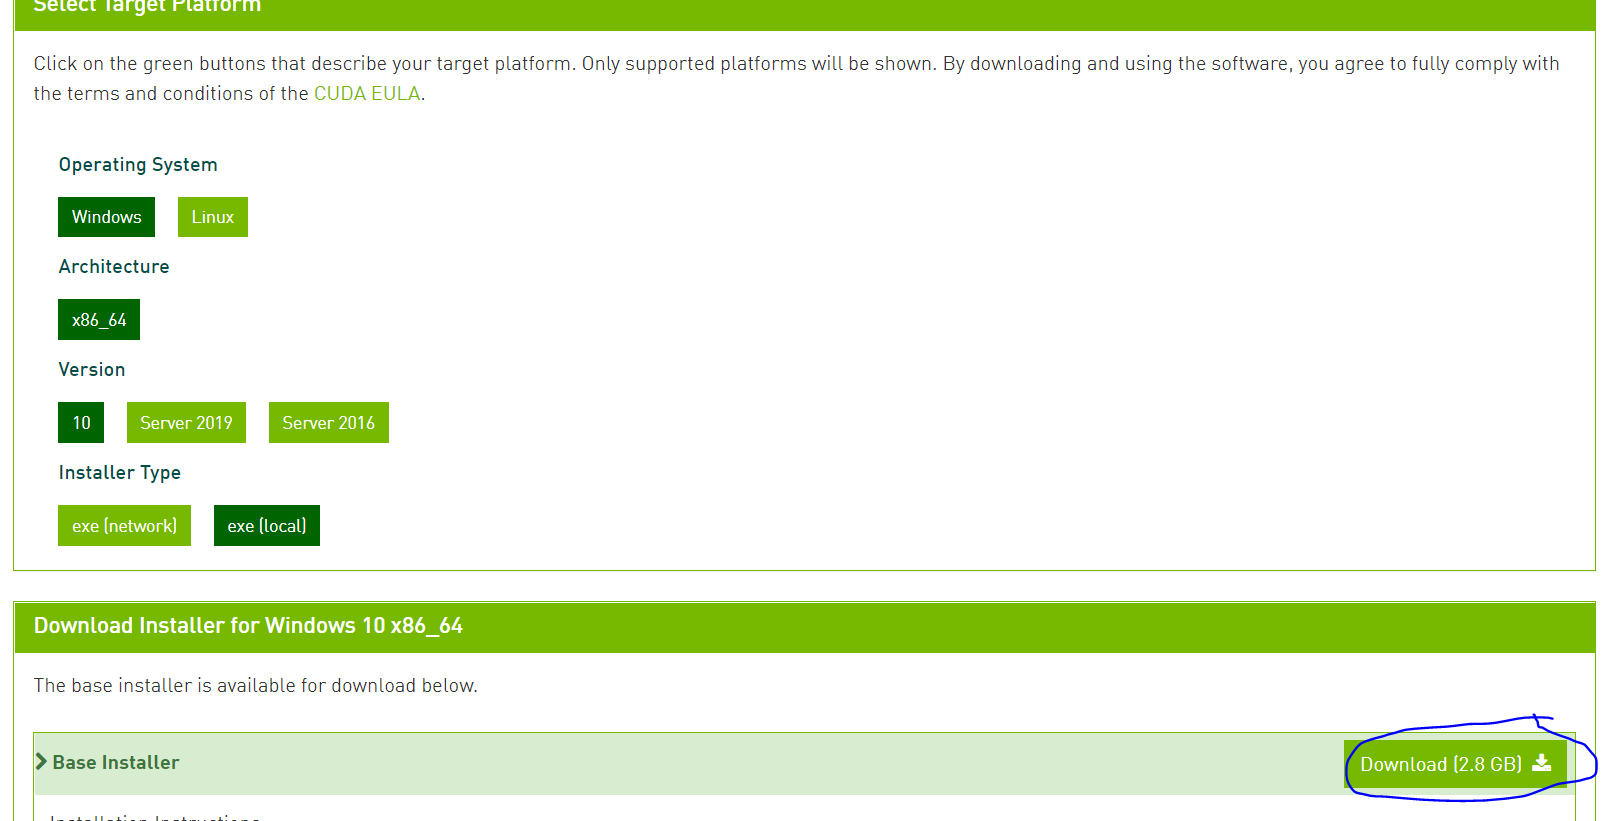 Select Target Platform
Click on the green buttons that describe your target platform. Only supported platforms will be shown. By downloading and using the software, you agree to fully comply with
the terms and conditions of the CUDA EULA.
Operating System
Windows Linux
Architecture
x86_64
Version
10 Server 2019 Server 2016
Installer Type
exe (network) exe (local)
Download Installer for Windows 10 x86_64
The base installer is available for download below.
Base Installer Download (2.8 GB)
Installation Instructions